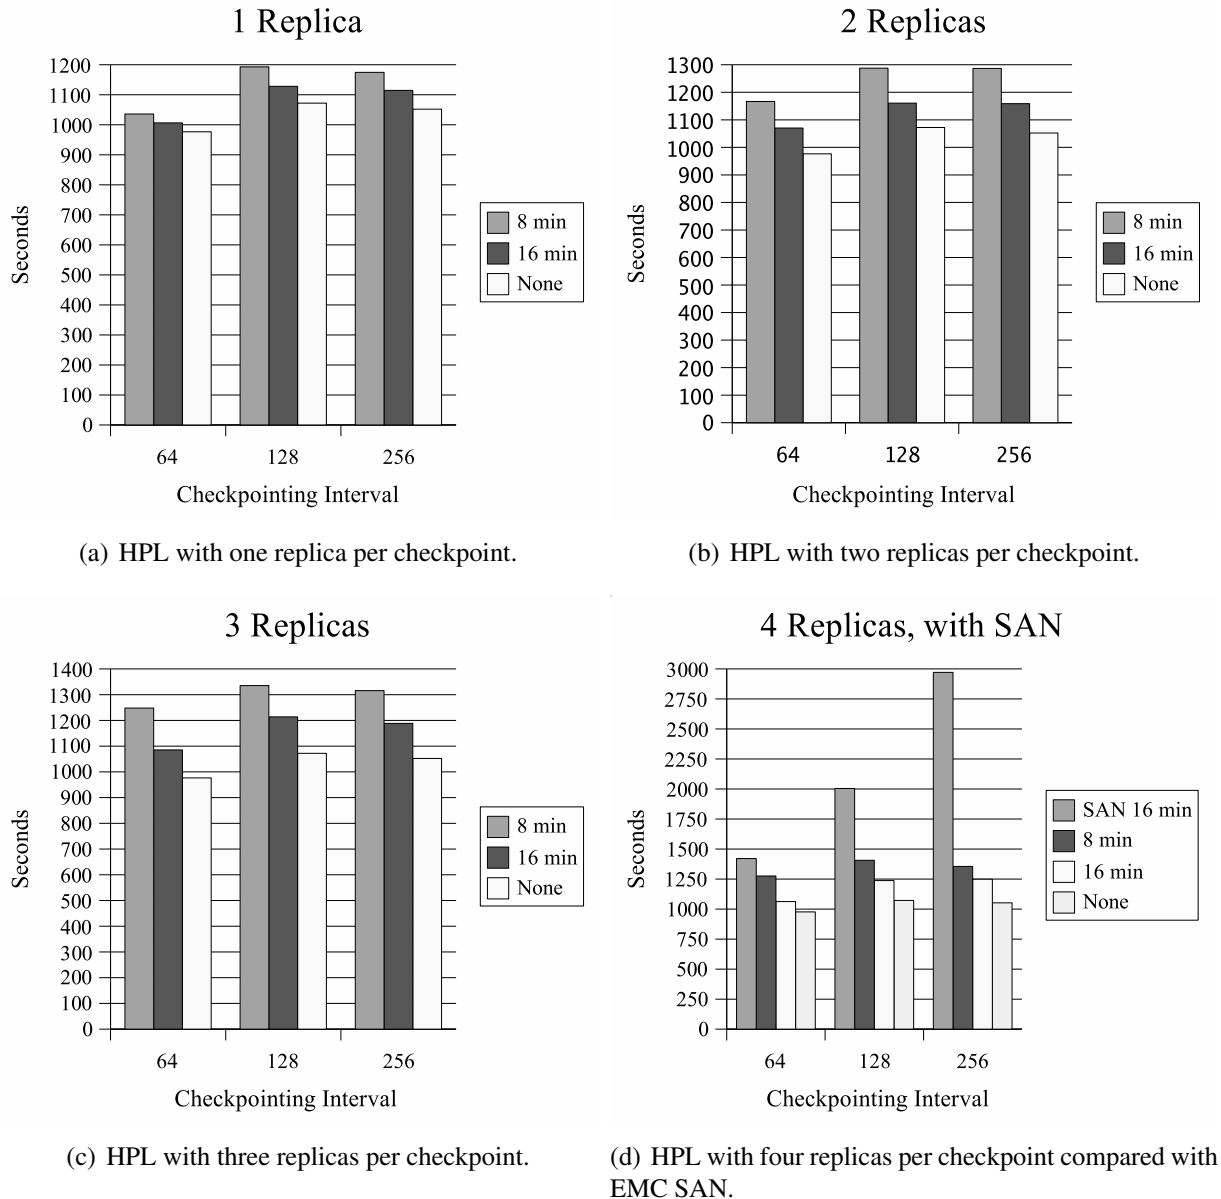 1 Replica
1200
1100
1000
900
800
700
600
500
400
300
200
100
0
Seconds
64 128 256
Checkpointing Interval
8 min
16 min
None
(a) HPL with one replica per checkpoint.
2 Replicas
1300
1200
1100
1000
900
800
700
600
500
400
300
200
100
0
Seconds
64 128 256
Checkpointing Interval
8 min
16 min
None
(b) HPL with two replicas per checkpoint.
3 Replicas
1400
1300
1200
1100
1000
900
800
700
600
500
400
300
200
100
0
Seconds
64 128 256
Checkpointing Interval
8 min
16 min
None
(c) HPL with three replicas per checkpoint.
4 Replicas, with SAN
3000
2750
2500
2250
2000
1750
1500
1250
1000
750
500
250
0
Seconds
64 128 256
Checkpointing Interval
SAN 16 min
8 min
16 min
None
(d) HPL with four replicas per checkpoint compared with
EMC SAN.